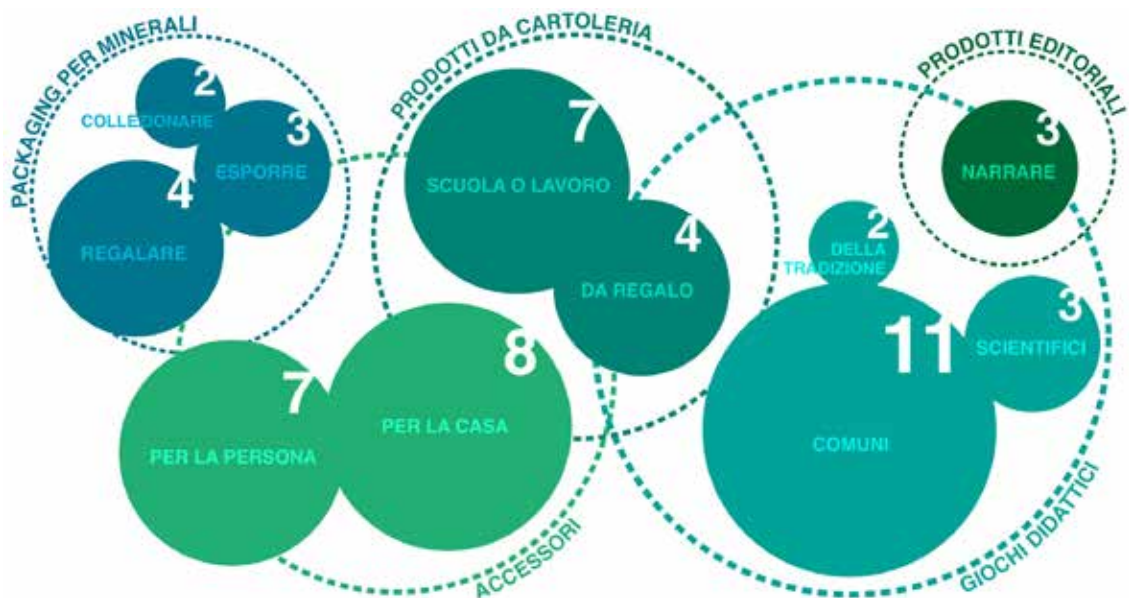 PACKAGING PER MINERALI
2
COLLEZIONARE
3
ESPORRE
4
REGALARE
PRODOTTI DA CARTOLERIA
7
SCUOLA O LAVORO
4
DA REGALO
PRODOTTI EDITORIALI
3
NARRARE
2
DELLA
TRADIZIONE
3
SCIENTIFICI
11
COMUNI
GIOCHI DIDATTICI
8
PER LA CASA
7
PER LA PERSONA
ACCESSORI